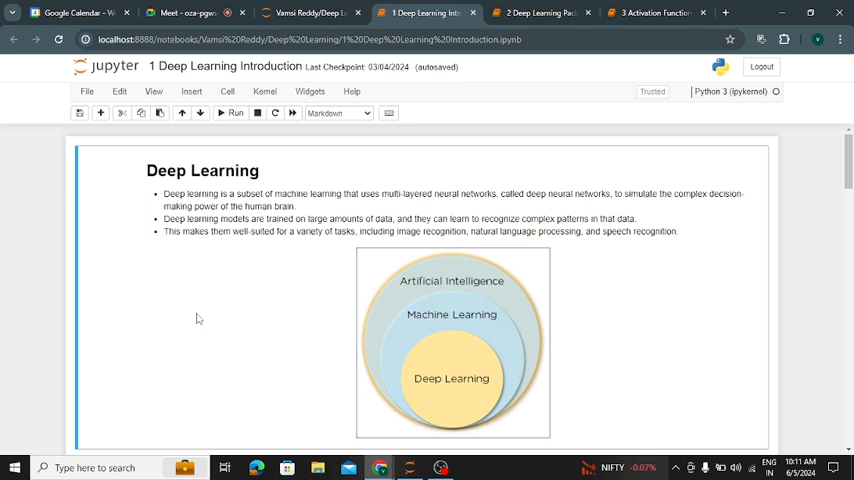 Google Calendar - We
Meet - oza-pgws
Vamsi Reddy/Deep L
1 Deep Learning Intro
2 Deep Learning Pac
3 Activation Function
localhost:8888/notebooks/Vamsi%20Reddy/Deep%20Learning/1%20Deep%20Learning%20Introduction.ipynb
V
jupyter 1 Deep Learning Introduction Last Checkpoint: 03/04/2024 (autosaved)
Logout
File Edit View Insert Cell Kernel Widgets Help
Trusted
Python 3 (ipykernel)
Run
Markdown
Deep Learning
• Deep learning is a subset of machine learning that uses multi-layered neural networks, called deep neural networks, to simulate the complex decision-
making power of the human brain.
• Deep learning models are trained on large amounts of data, and they can learn to recognize complex patterns in that data.
• This makes them well-suited for a variety of tasks, including image recognition, natural language processing, and speech recognition.
Artificial Intelligence
Machine Learning
Deep Learning
Type here to search
NIFTY -0.07%
ENG
IN
10:11 AM
6/5/2024